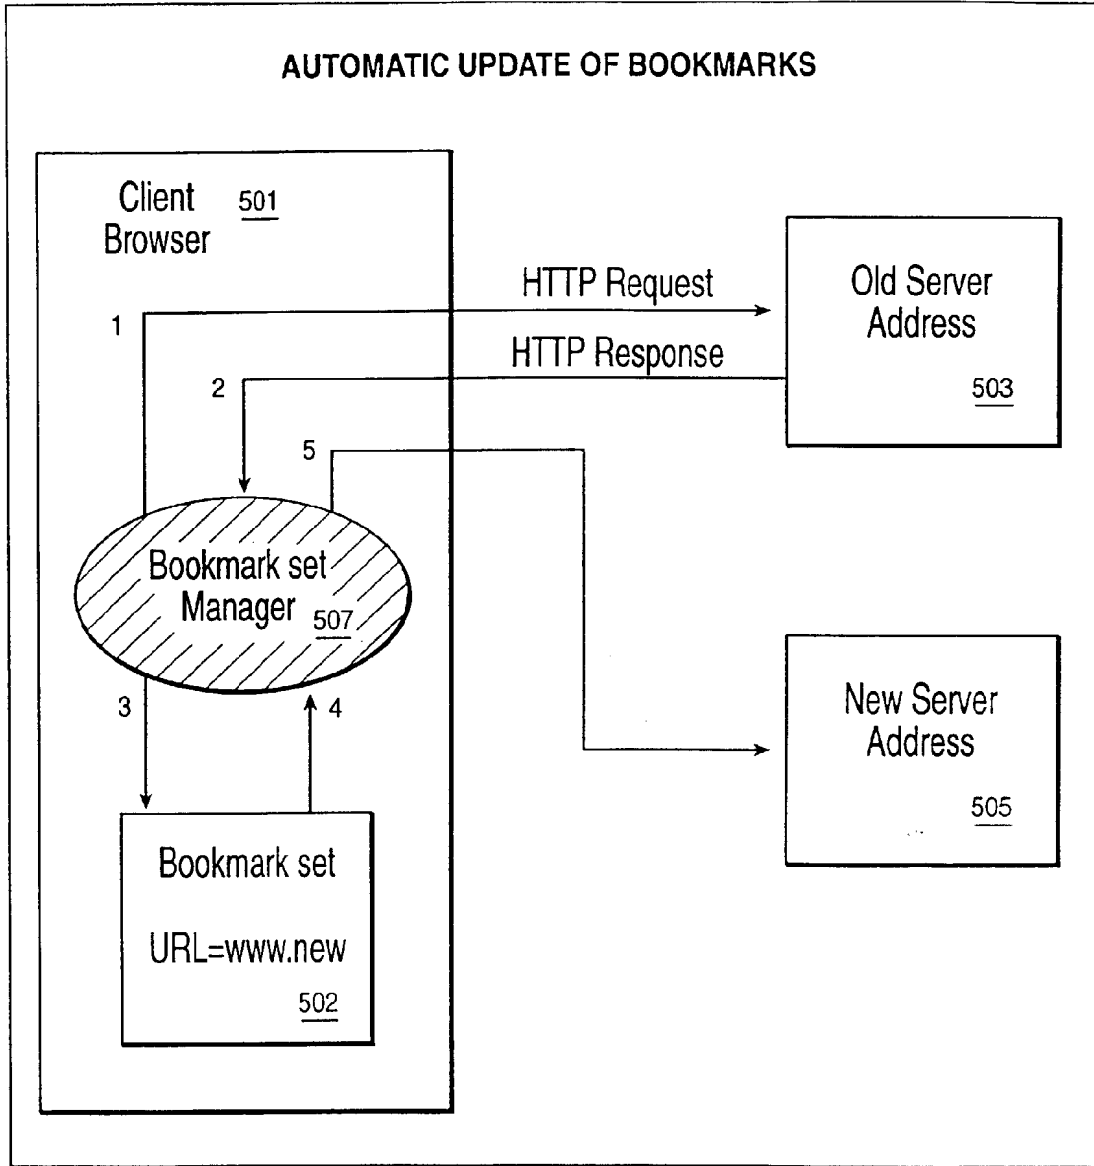 AUTOMATIC UPDATE OF BOOKMARKS
Client 501
Browser
HTTP Request
1
Old Server
Address
503
HTTP Response
2
5
Bookmark set
Manager 507
3
4
New Server
Address
505
Bookmark set
URL=www.new
502